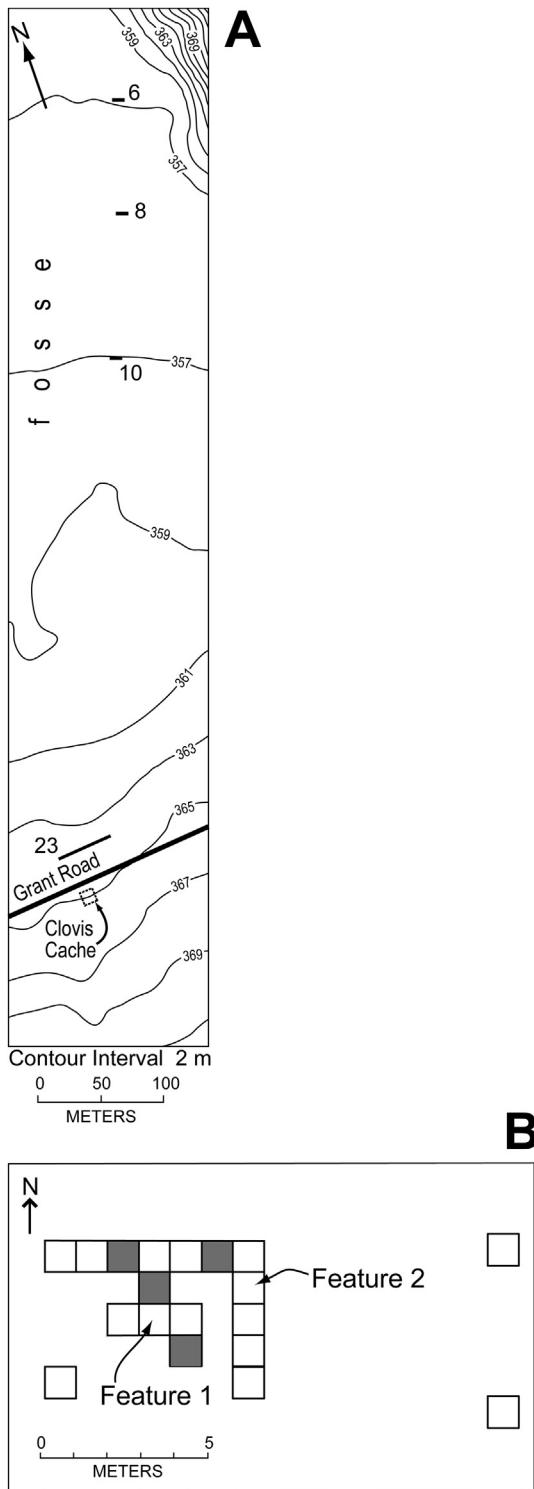 A
N
359
363
369
6
357
8
fosse
357
10
359
361
363
365
23
Grant Road
367
Clovis
Cache
369
Contour Interval 2 m
0 50 100
METERS
B
N
Feature 2
Feature 1
0 5
METERS